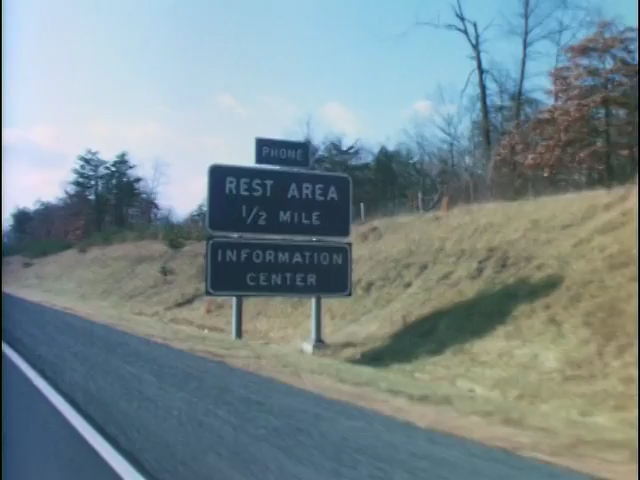 PHONE
REST AREA
1/2 MILE
INFORMATION
CENTER